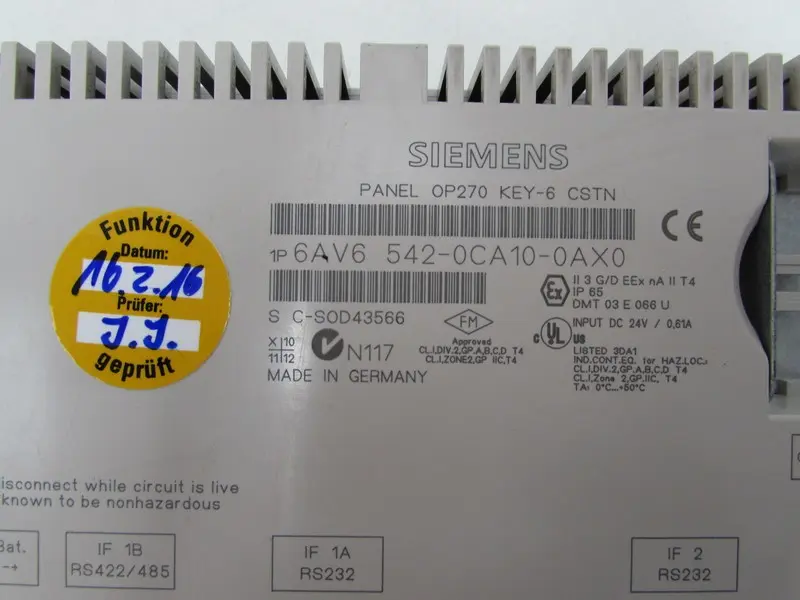 SIEMENS
PANEL OP270 KEY-6 CSTN
CE
1P 6AV6 542-0CA10-0AX0
S C-SOD43566
X|10
11|12
N117
MADE IN GERMANY
FM
Approved
CL.I,DIV.2,GP.A,B,C,D T4
CL.I,ZONE2,GP IIC,T4
Ex
II 3 G/D EEx nA II T4
IP 65
DMT 03 E 066 U
INPUT DC 24V / 0,61A
c UL US
LISTED 3DA1
IND.CONT.EQ. for HAZ.LOC.:
CL.I,DIV.2,GP.A,B,C,D T4
CL.I,Zone 2,GP.IIC, T4
TA: 0°C...+50°C
Funktion
Datum:
16.2.16
Prüfer:
J.J.
geprüft
isconnect while circuit is live
known to be nonhazardous
Bat.
-+
IF 1B
RS422/485
IF 1A
RS232
IF 2
RS232